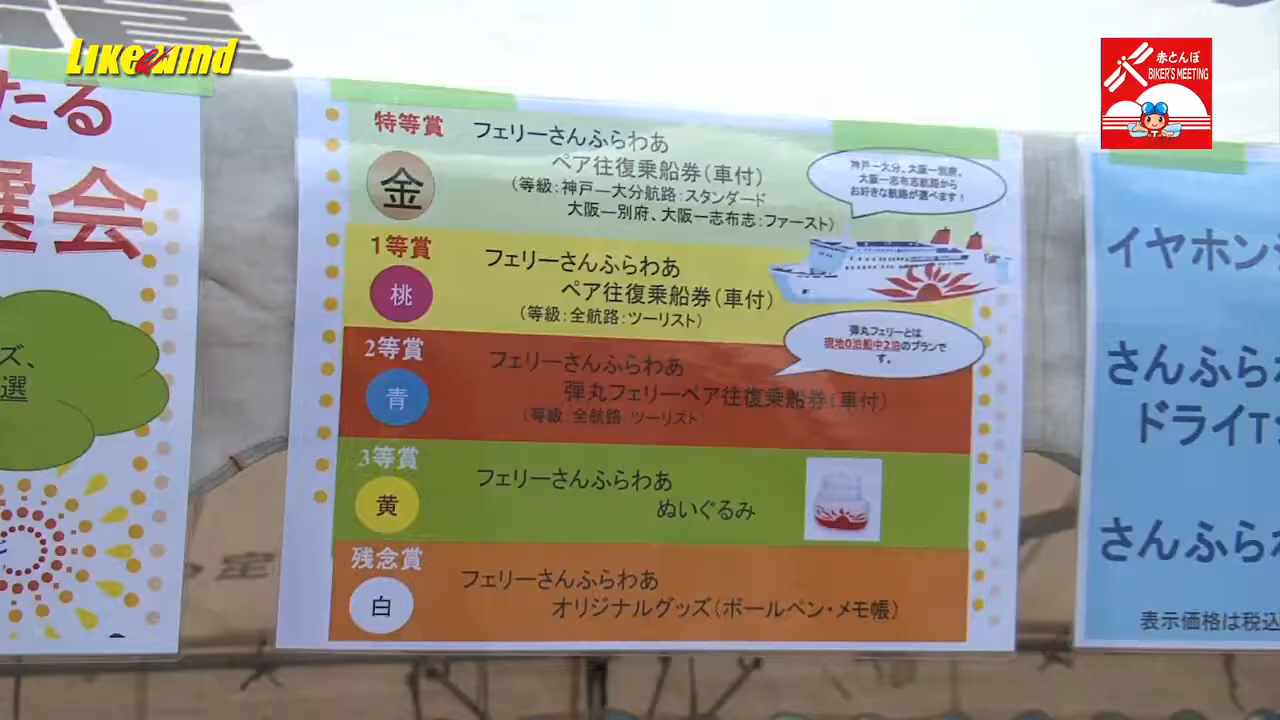 LIKE a WIND
赤とんぼ
BIKER'S MEETING
たる
選会
ズ、
選
特等賞
金
フェリーさんふらわあ
ペア往復乗船券(車付)
(等級:神戸―大分航路:スタンダード
大阪―別府、大阪―志布志:ファースト)
神戸―大分、大阪―別府、
大阪―志布志航路から
お好きな航路が選べます!
1等賞
桃
フェリーさんふらわあ
ペア往復乗船券(車付)
(等級:全航路:ツーリスト)
弾丸フェリーとは
現地0泊船中2泊のプランで
す。
2等賞
青
フェリーさんふらわあ
弾丸フェリーペア往復乗船券(車付)
(等級:全航路:ツーリスト
3等賞
黄
フェリーさんふらわあ
ぬいぐるみ
残念賞
白
フェリーさんふらわあ
オリジナルグッズ(ボールペン・メモ帳)
イヤホン
さんふら
ドライT
さんふら
表示価格は税込